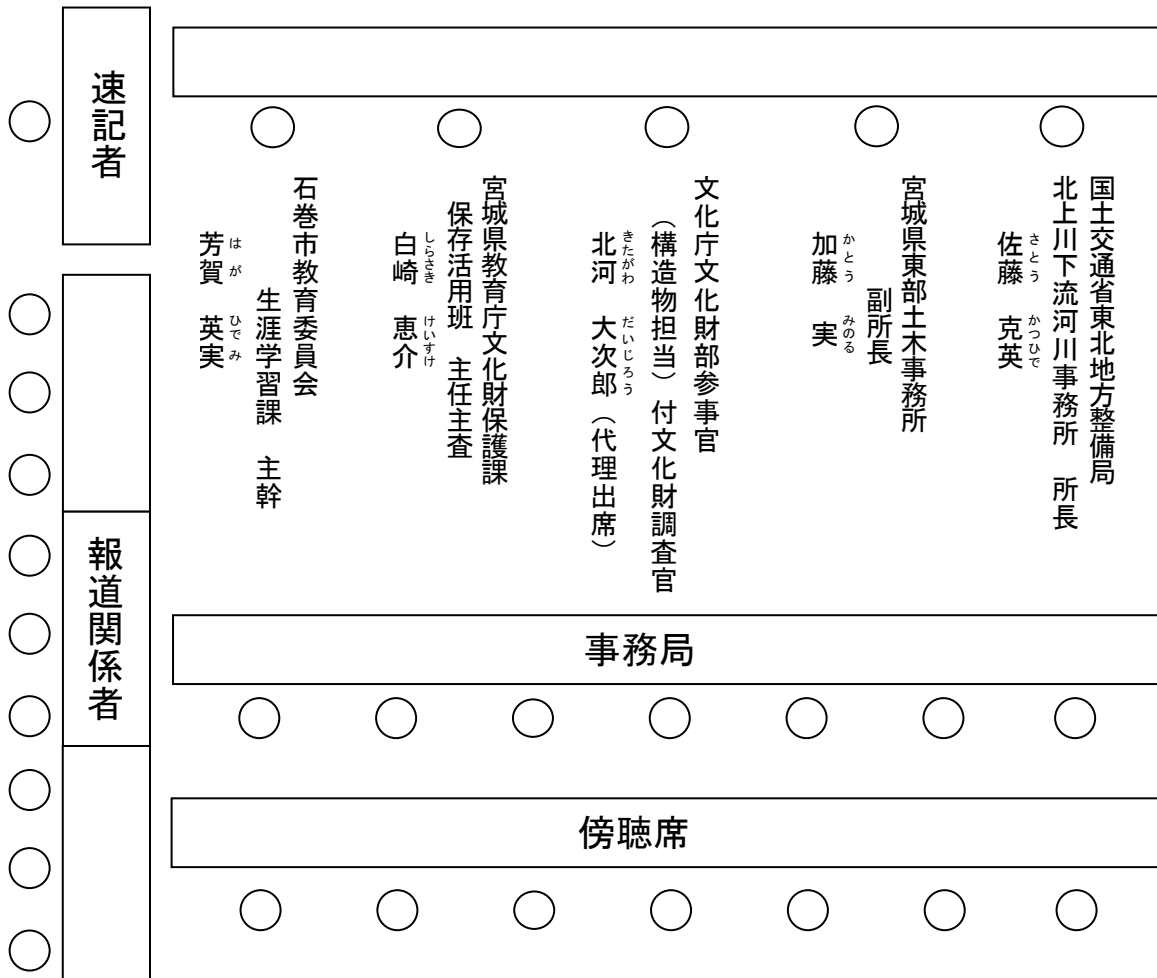 速記者
国土交通省東北地方整備局
北上川下流河川事務所 所長
佐藤 克英
さとう かつひで
宮城県東部土木事務所
副所長
加藤 実
かとう みのる
文化庁文化財部参事官
(構造物担当)付文化財調査官
北河 大次郎(代理出席)
きたがわ だいじろう
宮城県教育庁文化財保護課
保存活用班 主任主査
白崎 恵介
しらさき けいすけ
石巻市教育委員会
生涯学習課 主幹
芳賀 英実
はが ひでみ
報道関係者
事務局
傍聴席